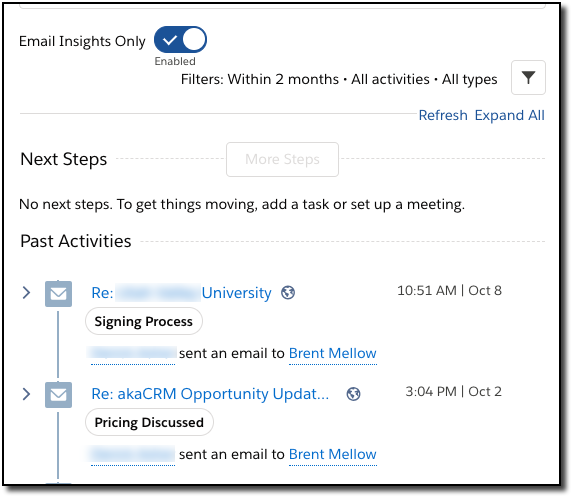 Email Insights Only
Enabled
Filters: Within 2 months • All activities • All types
Refresh Expand All
Next Steps
More Steps
No next steps. To get things moving, add a task or set up a meeting.
Past Activities
Re: University
10:51 AM | Oct 8
Signing Process
sent an email to Brent Mellow
Re: akaCRM Opportunity Updat...
3:04 PM | Oct 2
Pricing Discussed
sent an email to Brent Mellow